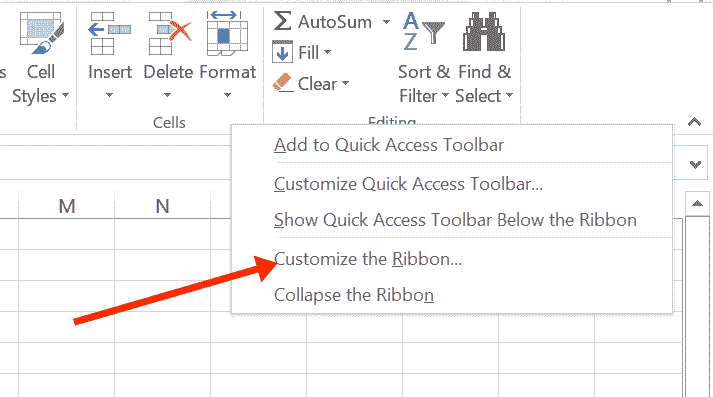 AutoSum
Fill
Clear
Cell
Styles
Insert
Delete
Format
Sort &
Filter
Find &
Select
Cells
Editing
Add to Quick Access Toolbar
Customize Quick Access Toolbar...
Show Quick Access Toolbar Below the Ribbon
Customize the Ribbon...
Collapse the Ribbon
M
N